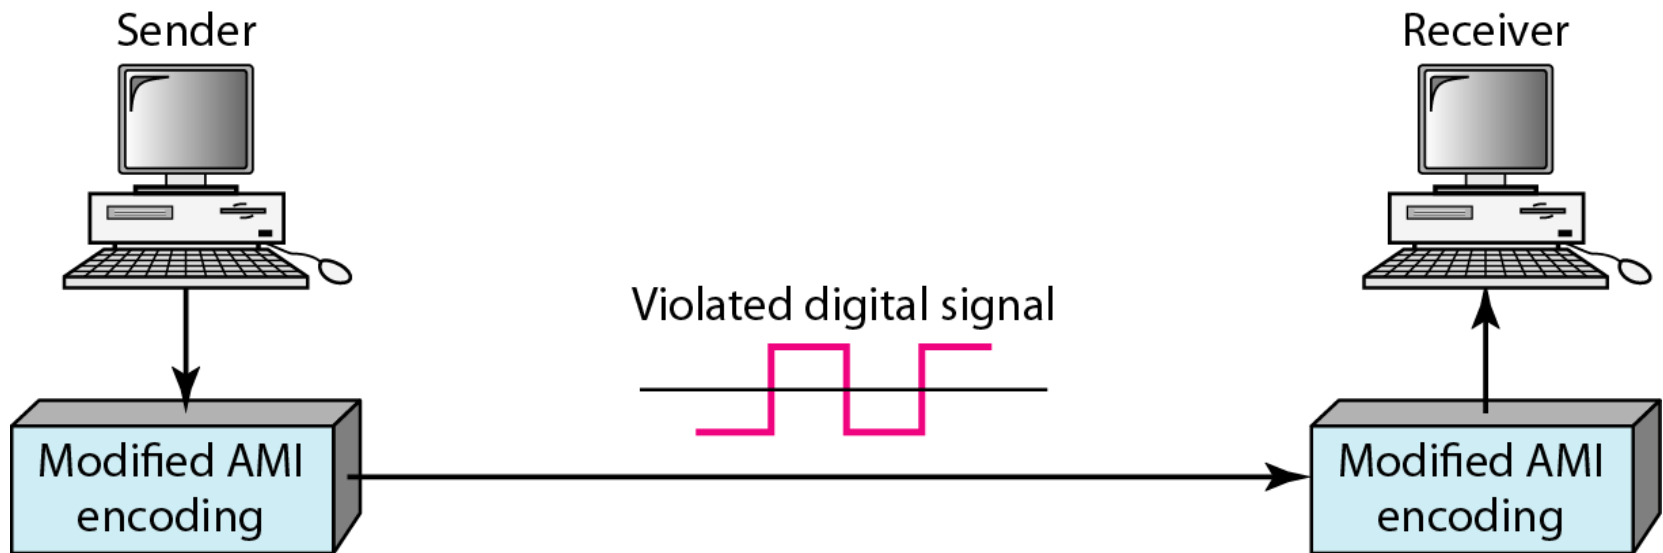 Sender
Receiver
Violated digital signal
Modified AMI
encoding
Modified AMI
encoding